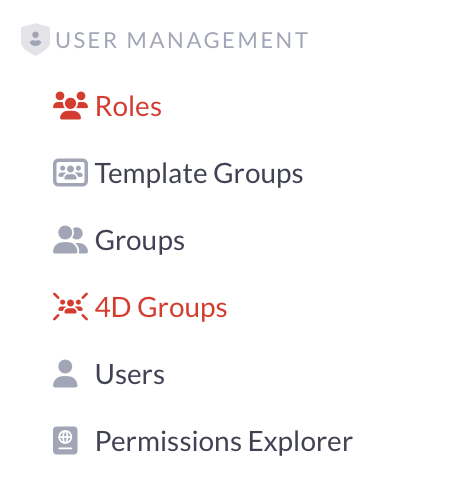 USER MANAGEMENT
Roles
Template Groups
Groups
4D Groups
Users
Permissions Explorer